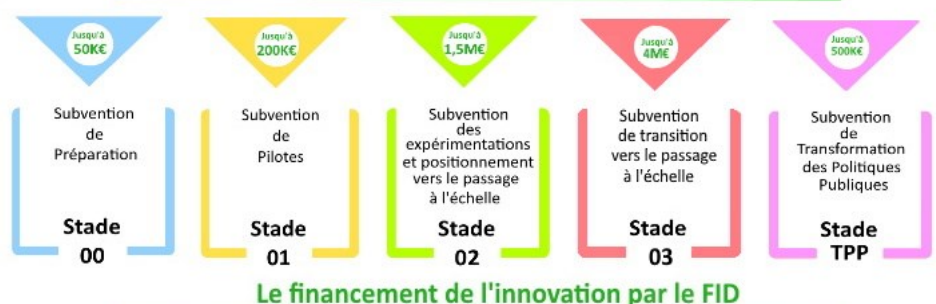 Jusqu'à
50K€
Jusqu'à
200K€
Jusqu'à
1,5M€
Jusqu'à
4M€
Jusqu'à
500K€
Subvention
de
Préparation
Stade
00
Subvention
de
Pilotes
Stade
01
Subvention
des
expérimentations
et positionnement
vers le passage
à l'échelle
Stade
02
Subvention
de transition
vers le passage
à l'échelle
Stade
03
Subvention
de
Transformation
des Politiques
Publiques
Stade
TPP
Le financement de l'innovation par le FID